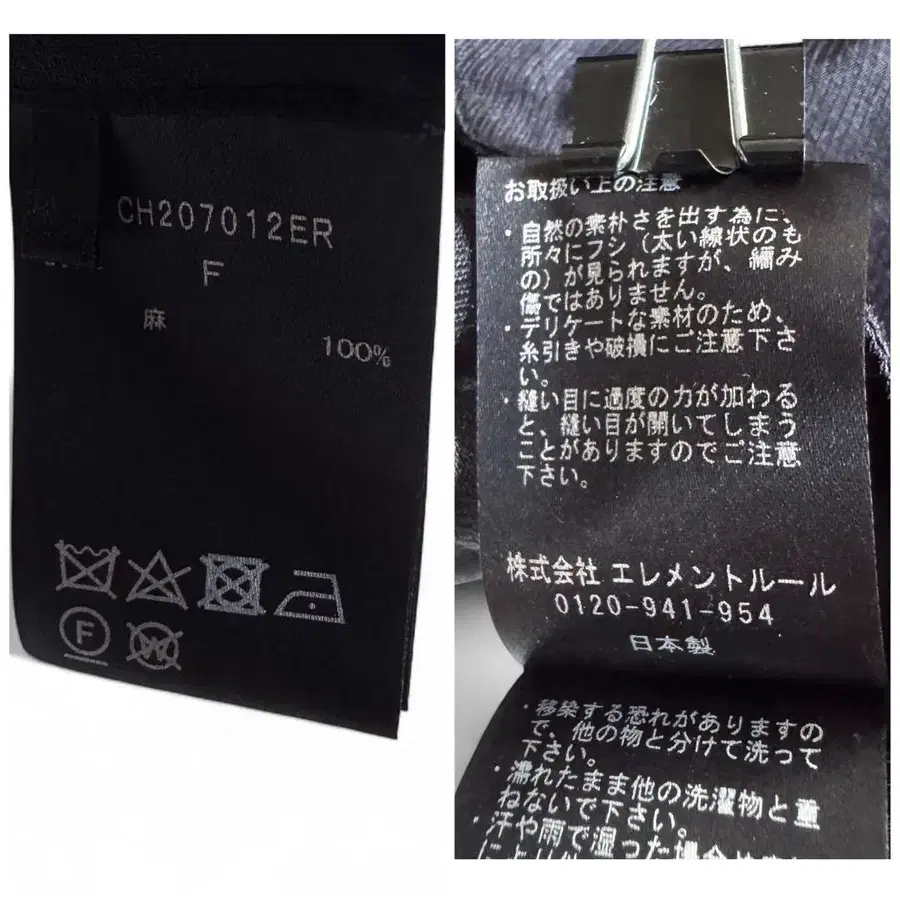 CH207012ER
F
麻
100%
F
W
お取扱い上の注意
・自然の素朴さを出す為に、
所々にフシ（太い線状のも
の）が見られますが、編み
傷ではありません。
・デリケートな素材のため、
糸引きや破損にご注意下さ
い。
・縫い目に過度の力が加わる
と、縫い目が開いてしまう
ことがありますのでご注意
下さい。
株式会社 エレメントルール
0120-941-954
日本製
・移染する恐れがありますの
で、他の物と分けて洗って
下さい。
・濡れたまま他の洗濯物と重
ねないで下さい。
・汗や雨で湿った場合は